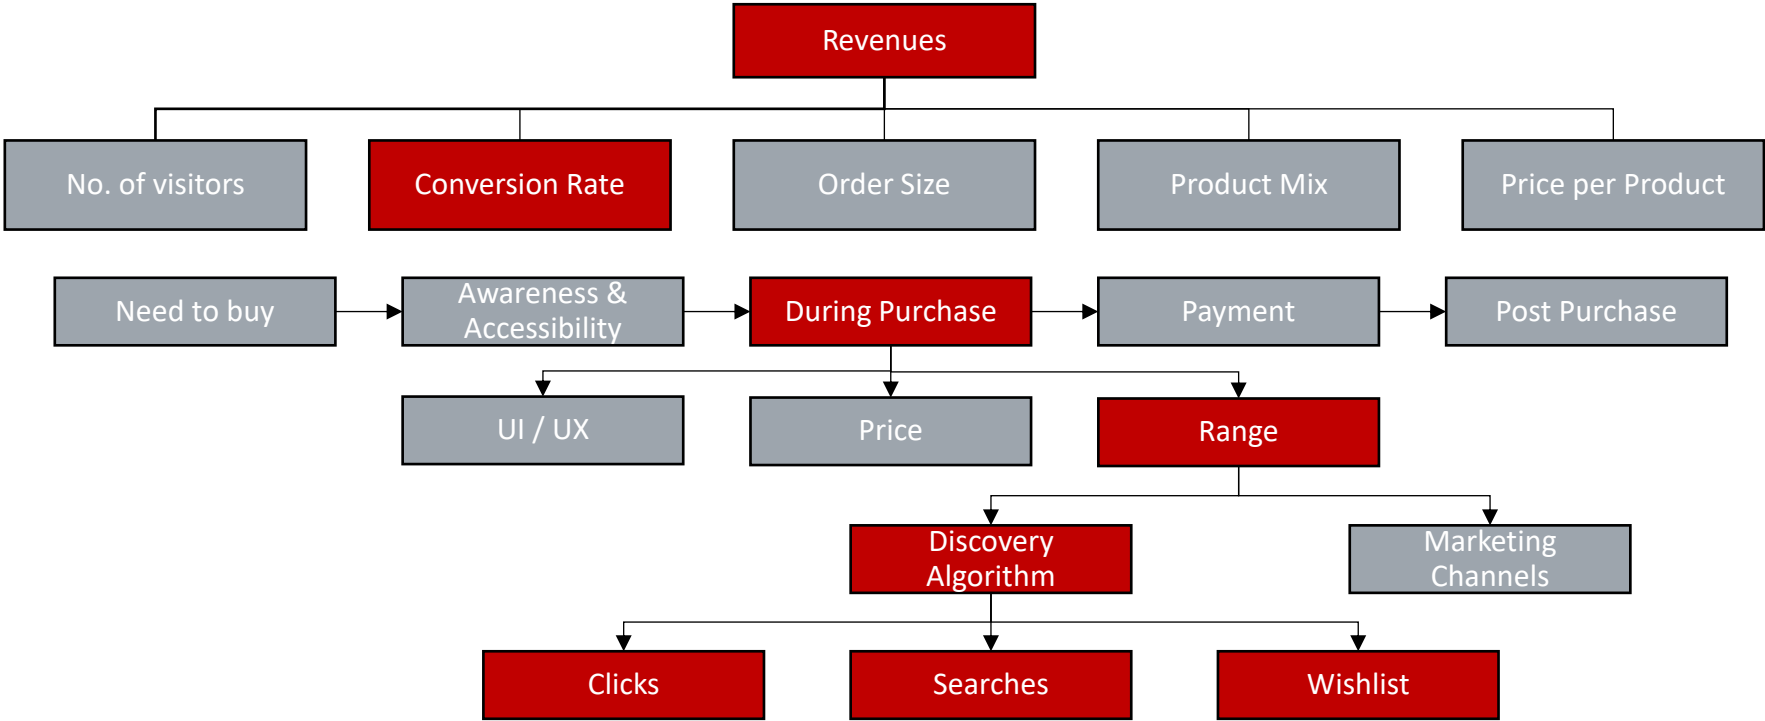 Revenues
No. of visitors
Conversion Rate
Order Size
Product Mix
Price per Product
Need to buy
Awareness &
Accessibility
During Purchase
Payment
Post Purchase
UI / UX
Price
Range
Discovery
Algorithm
Marketing
Channels
Clicks
Searches
Wishlist